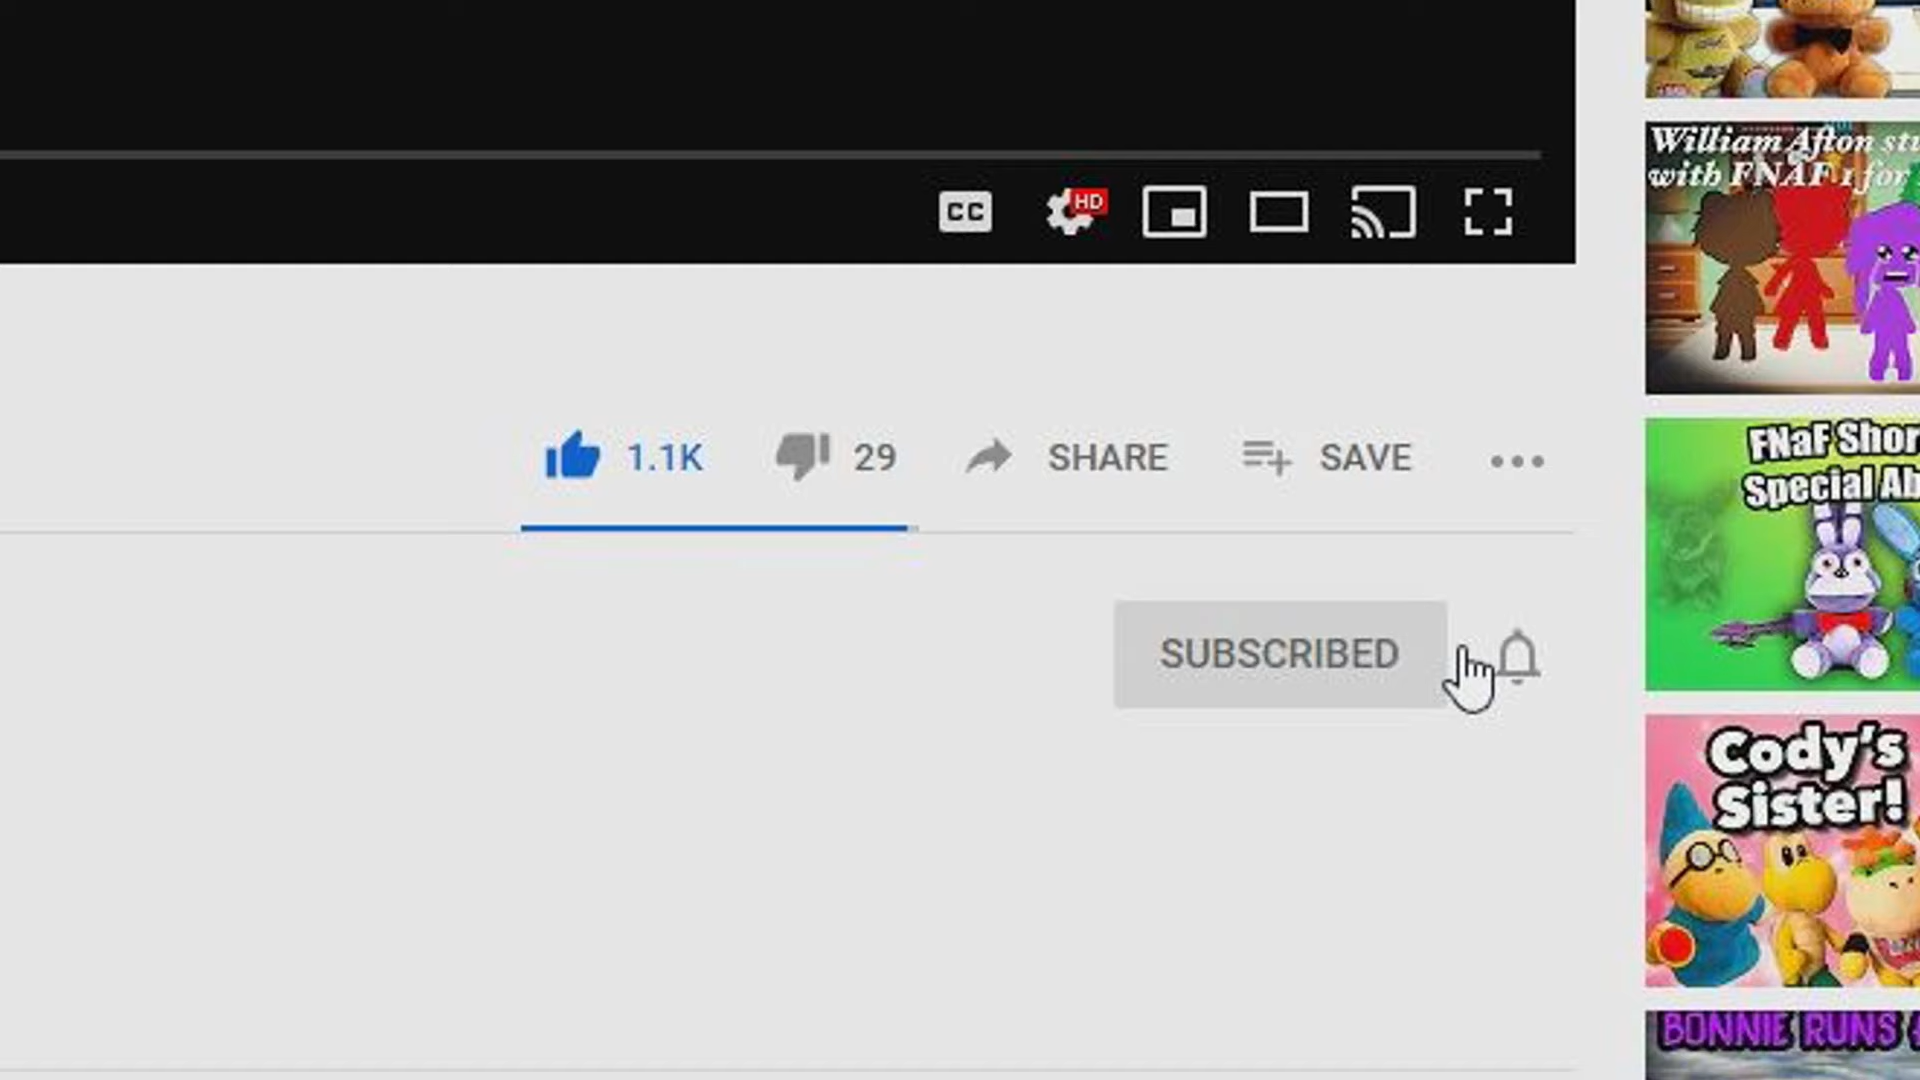 CC
HD
1.1K
29
SHARE
SAVE
SUBSCRIBED
William Afton
with FNAF 1 for
FNaF Shor
Special Ab
Cody's
Sister!
BONNIE RUNS